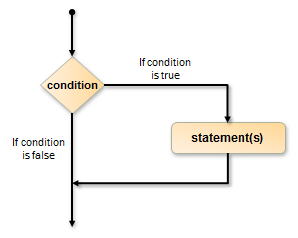 If condition
is true
condition
statement(s)
If condition
is false